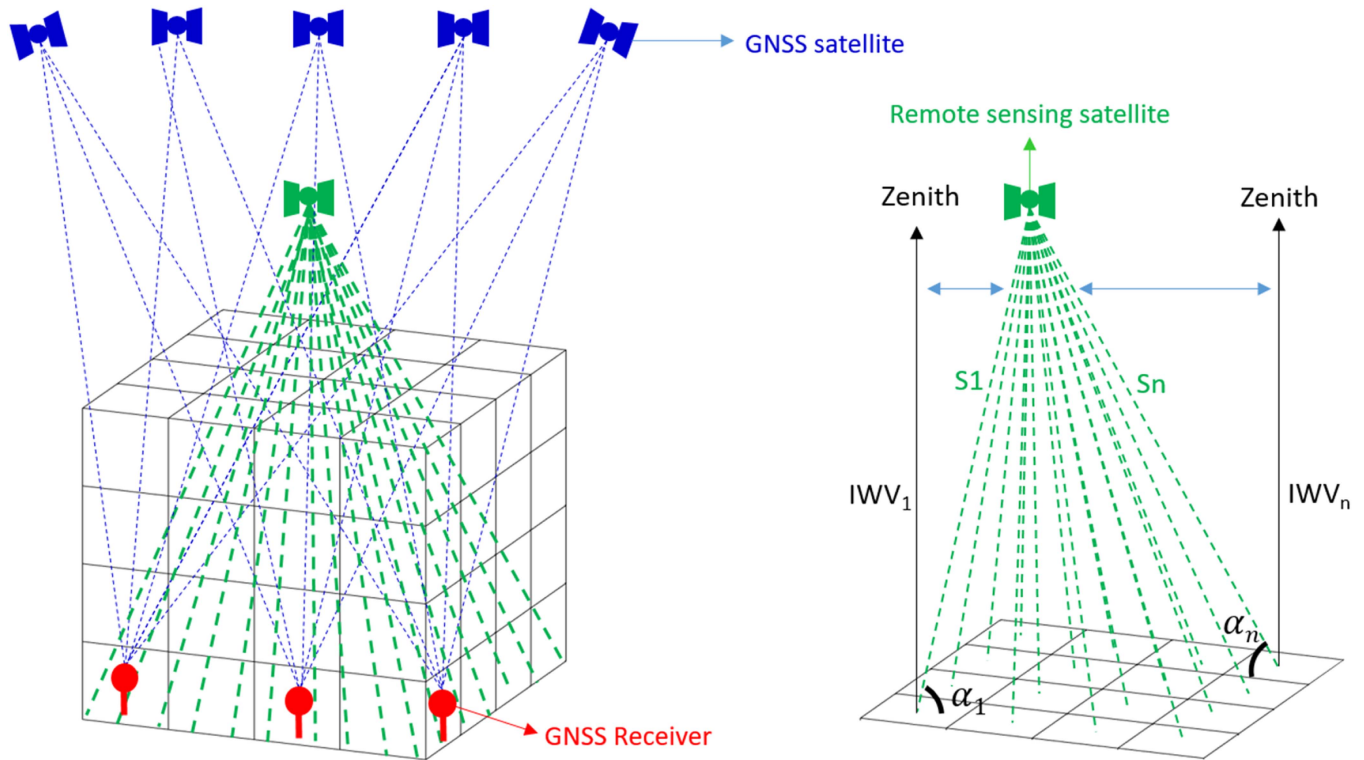 GNSS satellite
Remote sensing satellite
Zenith
Zenith
S1
Sn
IWV₁
IWVₙ
αₙ
α₁
GNSS Receiver